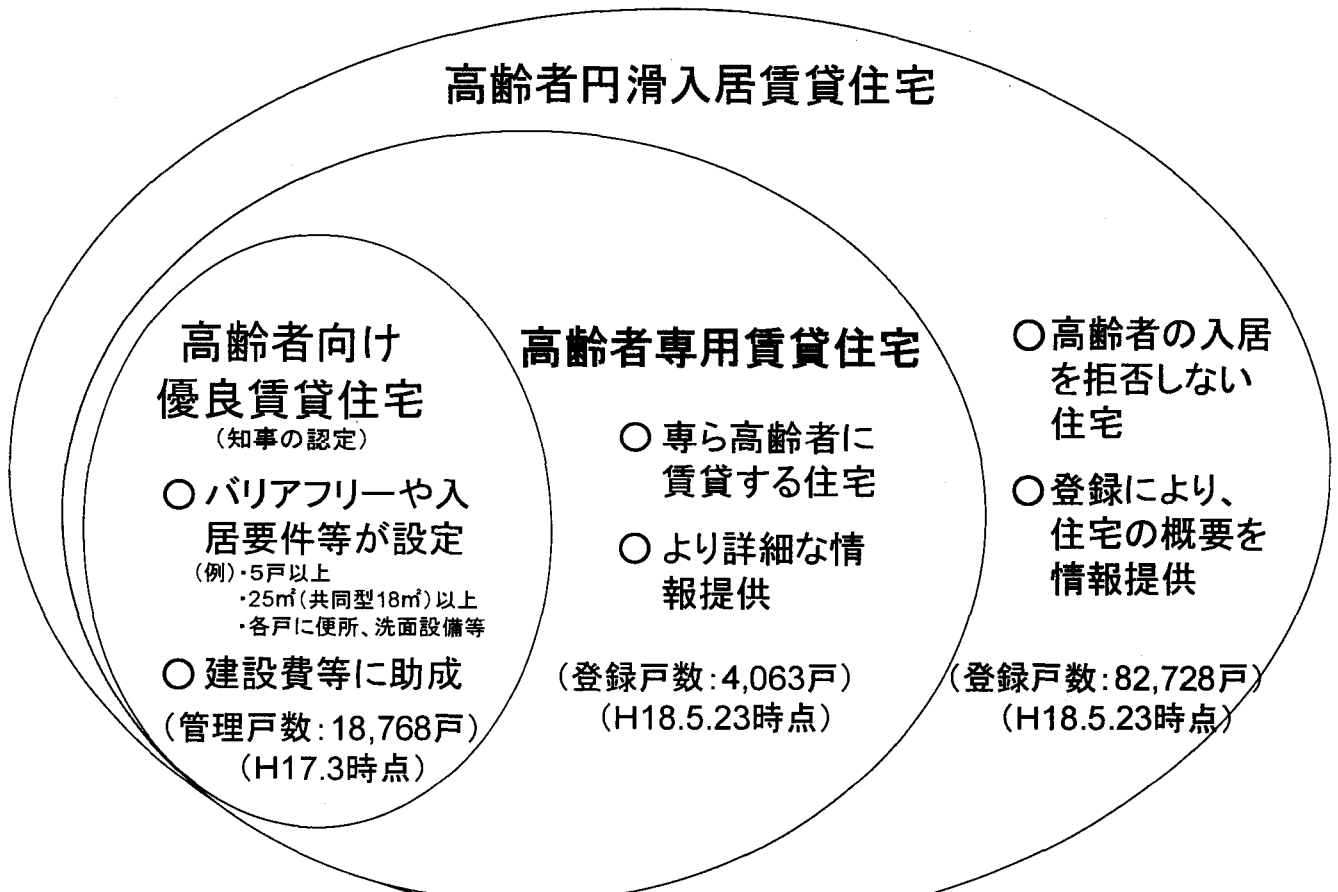 高齢者円滑入居賃貸住宅
高齢者向け
優良賃貸住宅
（知事の認定）
○ バリアフリーや入
居要件等が設定
（例）・5戸以上
・25㎡（共同型18㎡）以上
・各戸に便所、洗面設備等
○ 建設費等に助成
（管理戸数：18,768戸）
（H17.3時点）
高齢者専用賃貸住宅
○ 専ら高齢者に
賃貸する住宅
○ より詳細な情
報提供
（登録戸数：4,063戸）
（H18.5.23時点）
○高齢者の入居
を拒否しない
住宅
○登録により、
住宅の概要を
情報提供
（登録戸数：82,728戸）
（H18.5.23時点）